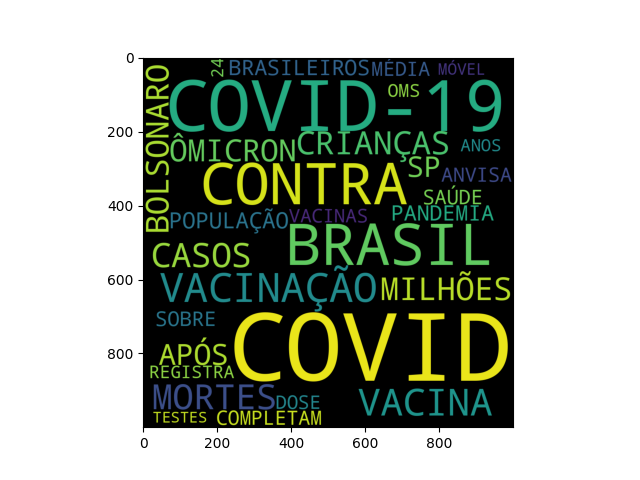 0
200
400
600
800
0 200 400 600 800
24 BRASILEIROS MÉDIA MÓVEL
BOLSONARO
OMS
COVID-19
ÔMICRON CRIANÇAS ANOS
CONTRA SP ANVISA
SAÚDE
POPULAÇÃO VACINAS PANDEMIA
CASOS BRASIL
VACINAÇÃO MILHÕES
SOBRE
COVID
APÓS
REGISTRA
MORTES DOSE VACINA
TESTES COMPLETAM